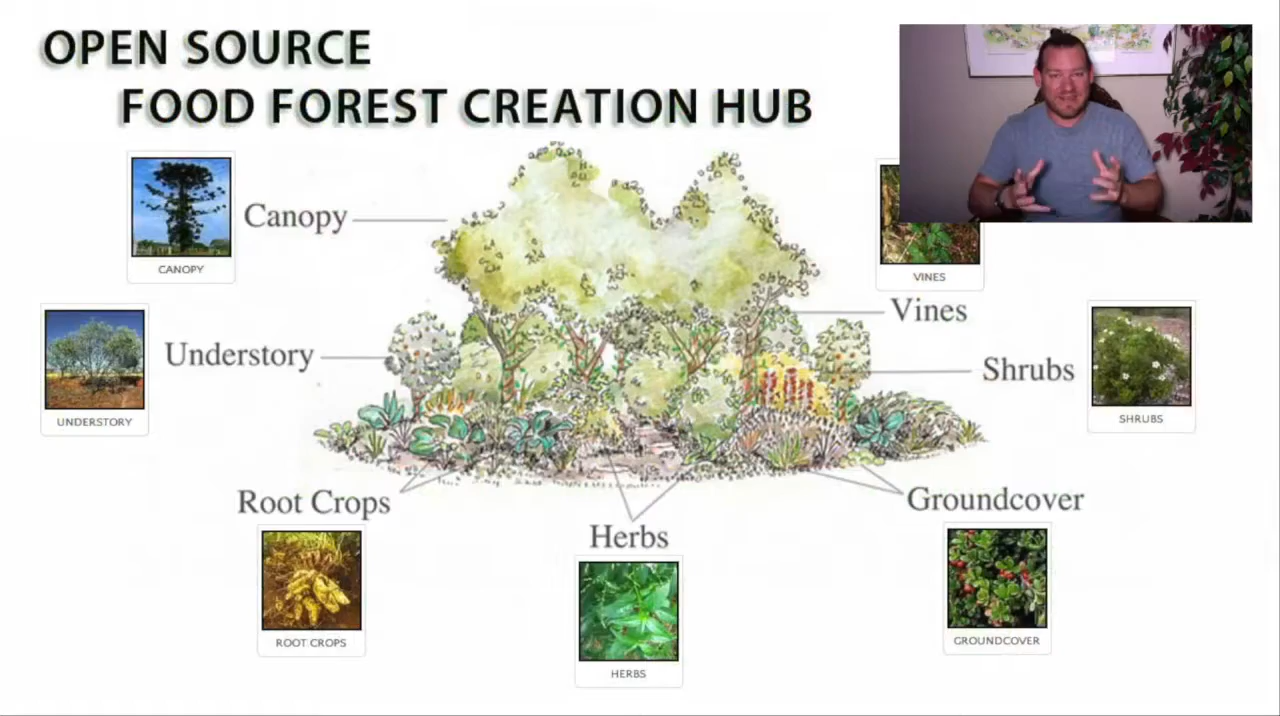 OPEN SOURCE
FOOD FOREST CREATION HUB
Canopy
CANOPY
VINES
Vines
Understory
UNDERSTORY
Shrubs
SHRUBS
Root Crops
ROOT CROPS
Herbs
HERBS
Groundcover
GROUNDCOVER